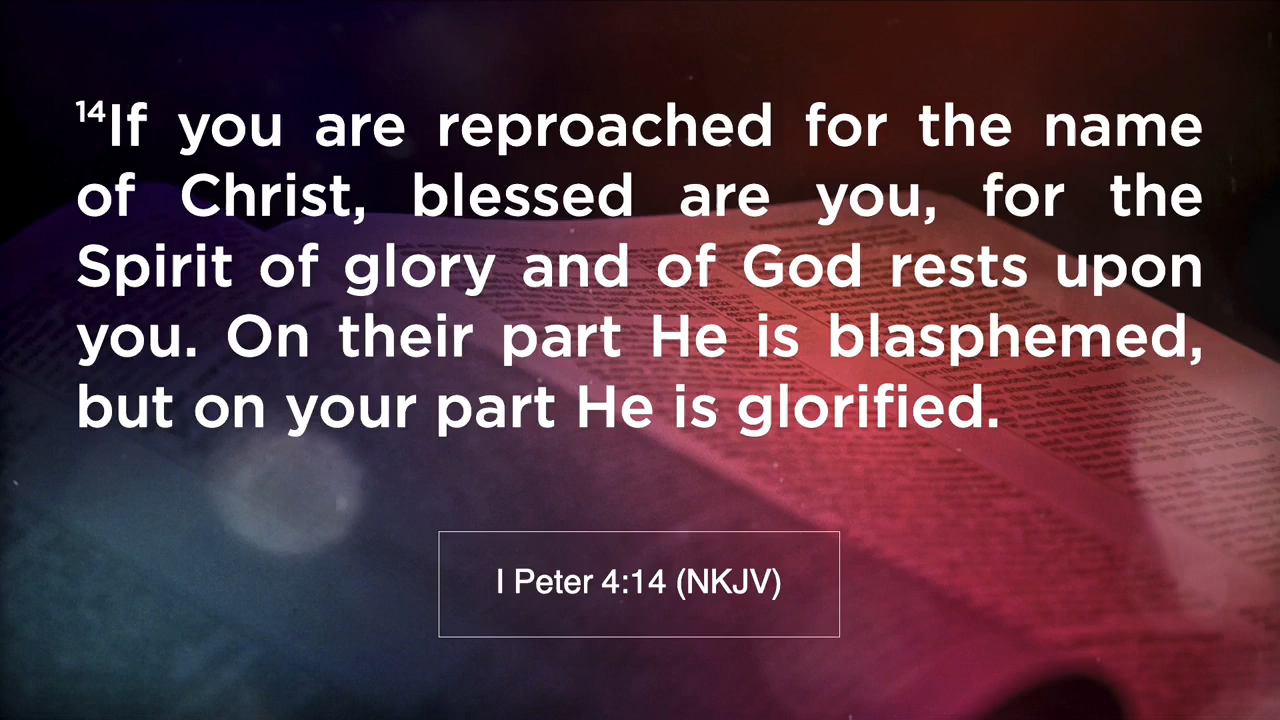 ¹⁴If you are reproached for the name
of Christ, blessed are you, for the
Spirit of glory and of God rests upon
you. On their part He is blasphemed,
but on your part He is glorified.
I Peter 4:14 (NKJV)